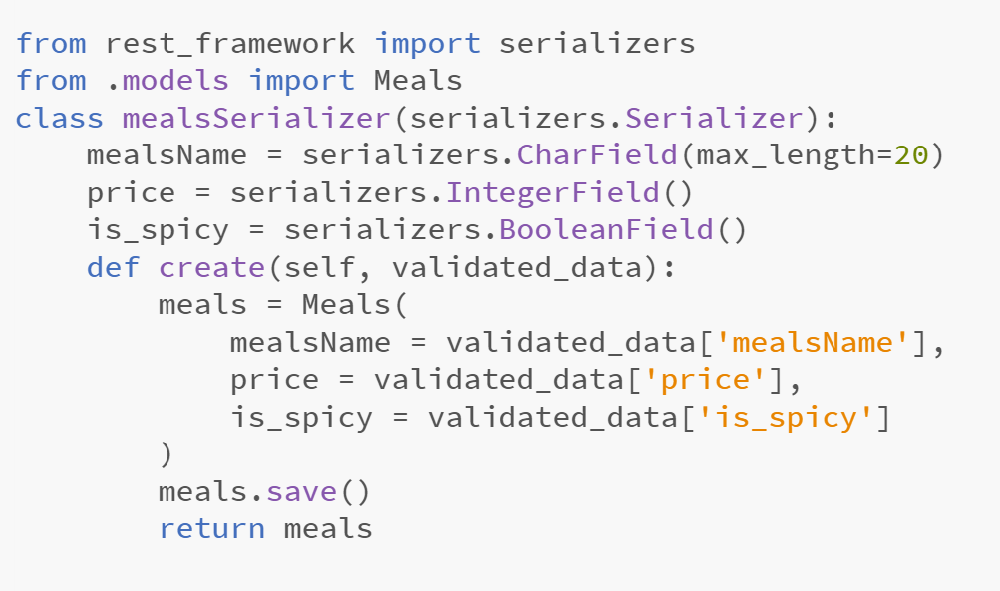 from rest_framework import serializers
from .models import Meals
class mealsSerializer(serializers.Serializer):
    mealsName = serializers.CharField(max_length=20)
    price = serializers.IntegerField()
    is_spicy = serializers.BooleanField()
    def create(self, validated_data):
        meals = Meals(
            mealsName = validated_data['mealsName'],
            price = validated_data['price'],
            is_spicy = validated_data['is_spicy']
        )
        meals.save()
        return meals